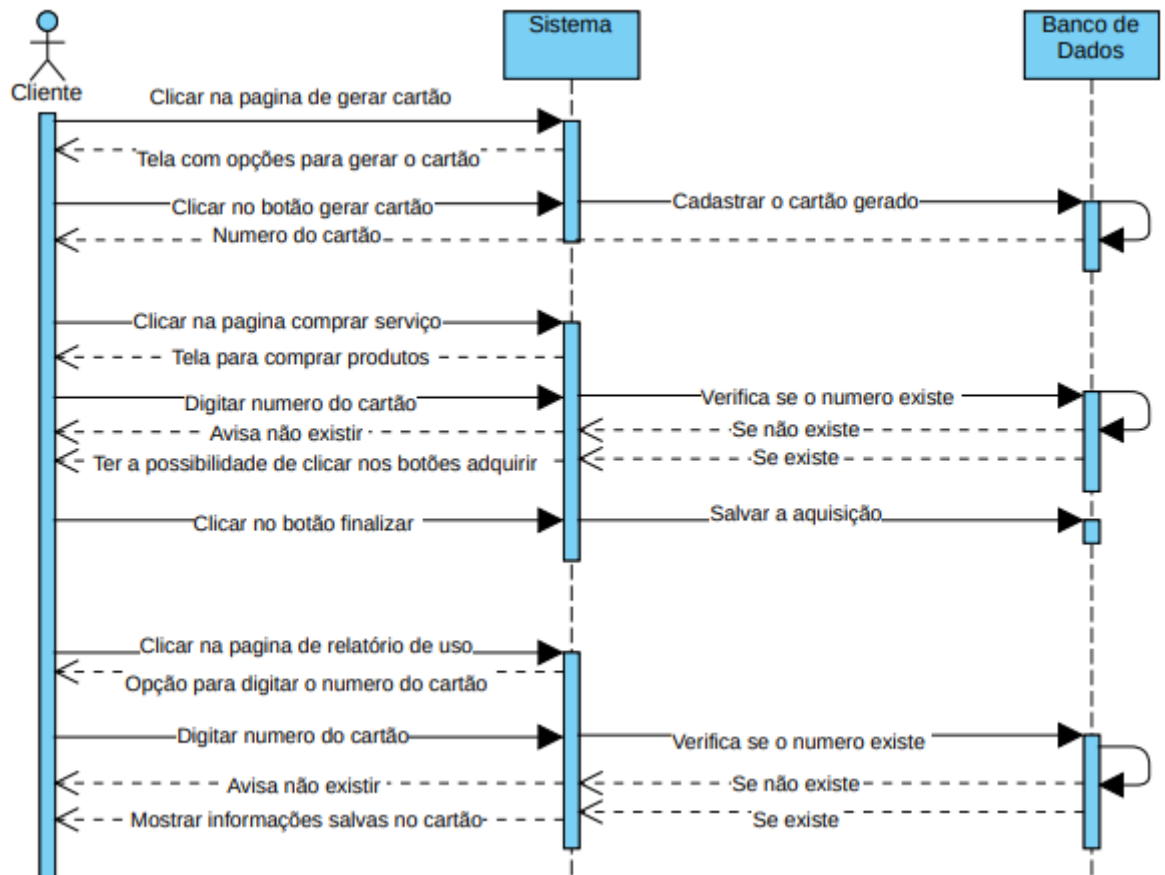 Sistema
Banco de
Dados
Cliente
Clicar na pagina de gerar cartão
Tela com opções para gerar o cartão
Clicar no botão gerar cartão
Cadastrar o cartão gerado
Numero do cartão
Clicar na pagina comprar serviço
Tela para comprar produtos
Digitar numero do cartão
Verifica se o numero existe
Avisa não existir
Se não existe
Ter a possibilidade de clicar nos botões adquirir
Se existe
Clicar no botão finalizar
Salvar a aquisição
Clicar na pagina de relatório de uso
Opção para digitar o numero do cartão
Digitar numero do cartão
Verifica se o numero existe
Avisa não existir
Se não existe
Mostrar informações salvas no cartão
Se existe